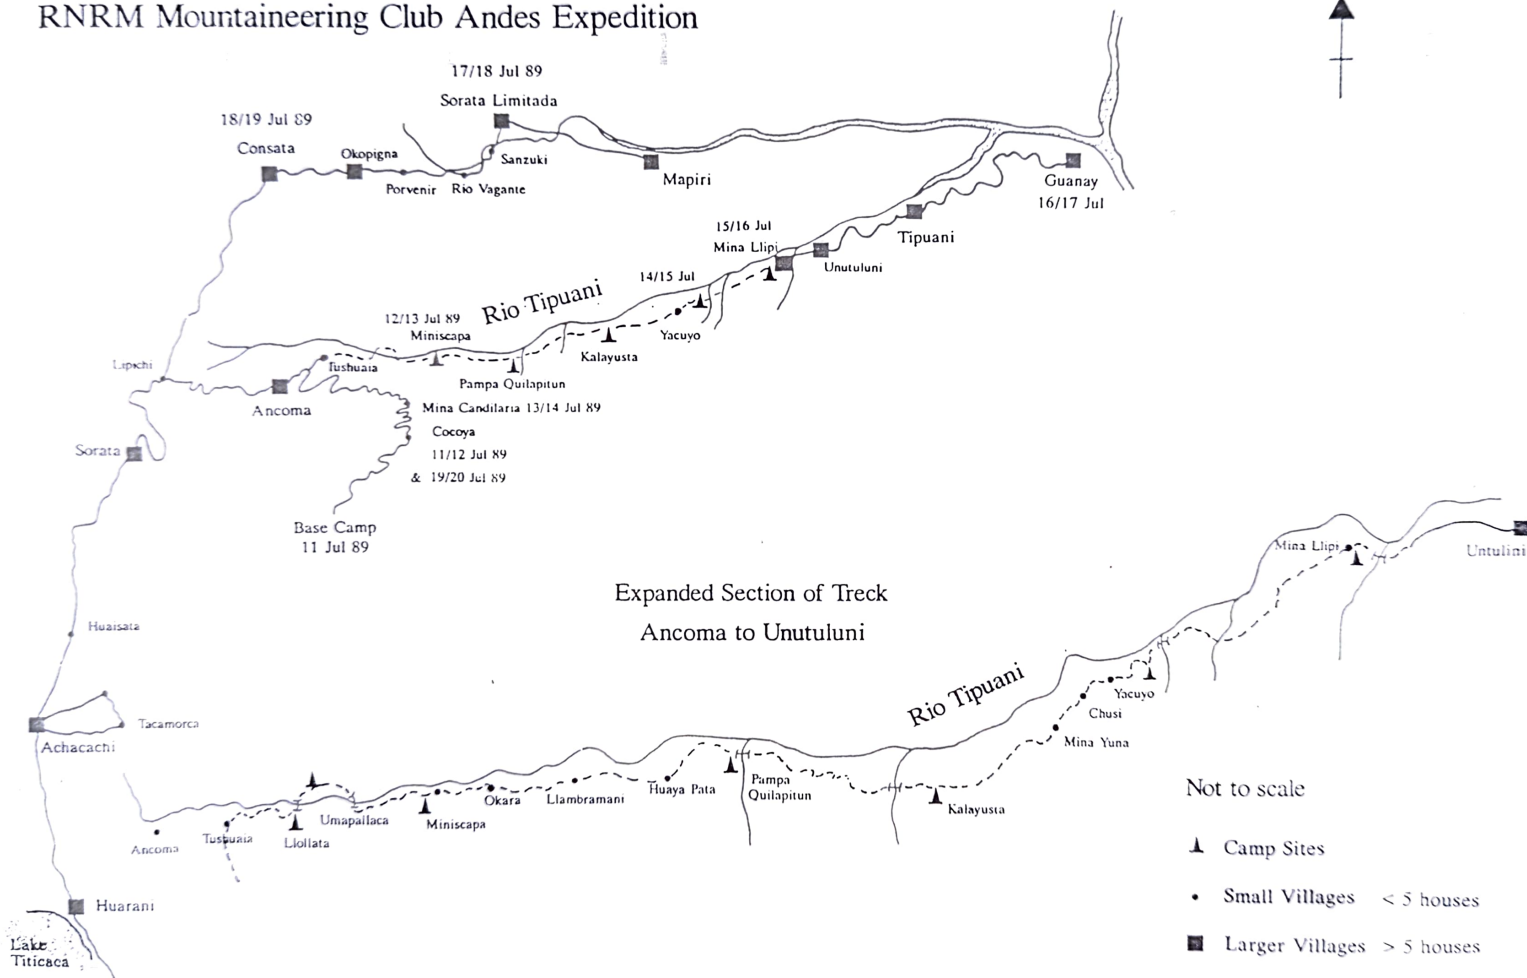 RNRM Mountaineering Club Andes Expedition
17/18 Jul 89
Sorata Limitada
18/19 Jul 89
Consata
Okopigna
Porvenir
Rio Vagante
Sanzuki
Mapiri
Guanay
16/17 Jul
Tipuani
15/16 Jul
Mina Llipi
Unutuluni
14/15 Jul
Rio Tipuani
Yacuyo
12/13 Jul 89
Miniscapa
Kalayusta
Lipichi
Tushuaia
Pampa Quilapitun
Ancoma
Mina Candilaria 13/14 Jul 89
Cocoya
11/12 Jul 89
& 19/20 Jul 89
Sorata
Base Camp
11 Jul 89
Huaisata
Tacamorca
Achacachi
Huarani
Lake
Titicaca
Expanded Section of Treck
Ancoma to Unutuluni
Mina Llipi
Untulini
Rio Tipuani
Yacuyo
Chusi
Mina Yuna
Pampa
Quilapitun
Kalayusta
Huaya Pata
Llambramani
Okara
Miniscapa
Umapallaca
Llollata
Tushuaia
Ancoma
Not to scale
Camp Sites
Small Villages < 5 houses
Larger Villages > 5 houses